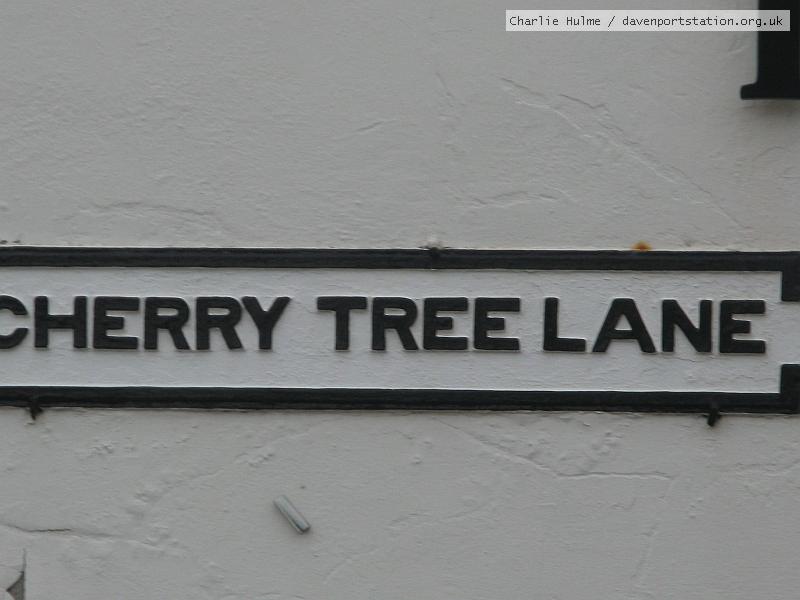 Charlie Hulme / davenportstation.org.uk
CHERRY TREE LANE